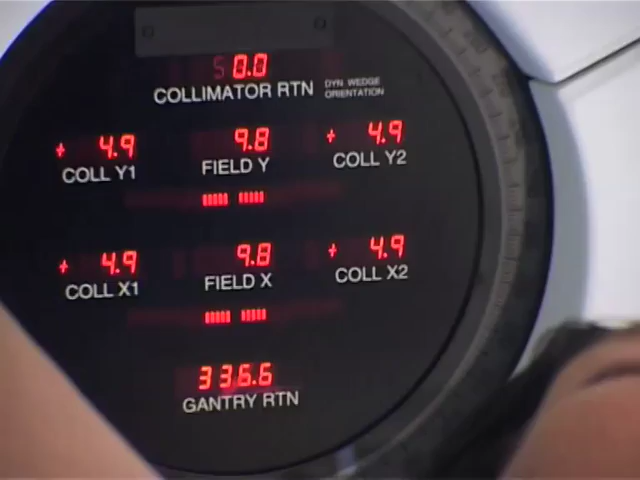 0.0
COLLIMATOR RTN DYN WEDGE ORIENTATION
+ 4.9 9.8 + 4.9
COLL Y1 FIELD Y COLL Y2
+ 4.9 9.8 + 4.9
COLL X1 FIELD X COLL X2
336.6
GANTRY RTN